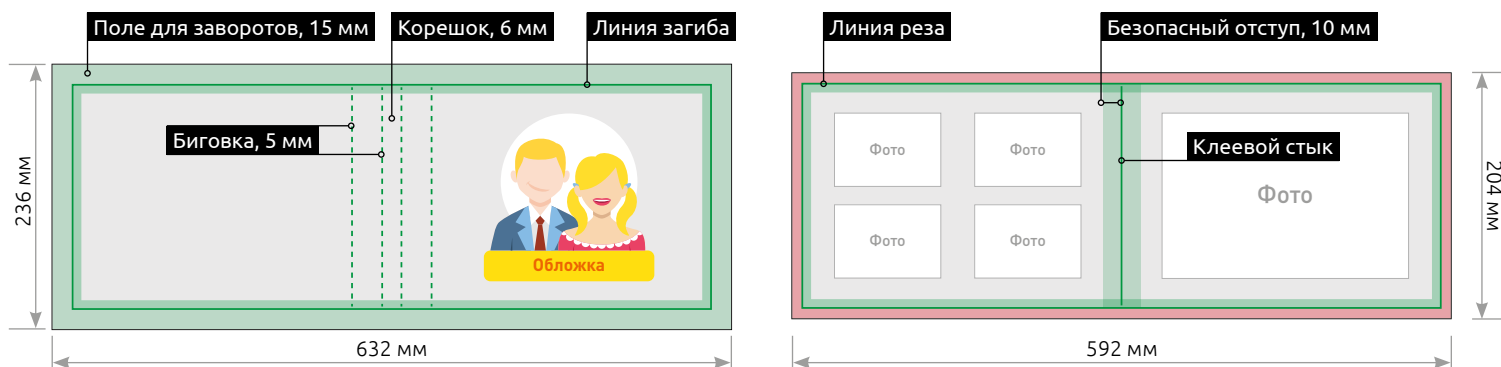 Поле для заворотов, 15 мм
Корешок, 6 мм
Линия загиба
Биговка, 5 мм
Обложка
236 мм
632 мм
Линия реза
Безопасный отступ, 10 мм
Клеевой стык
Фото
Фото
Фото
Фото
Фото
204 мм
592 мм